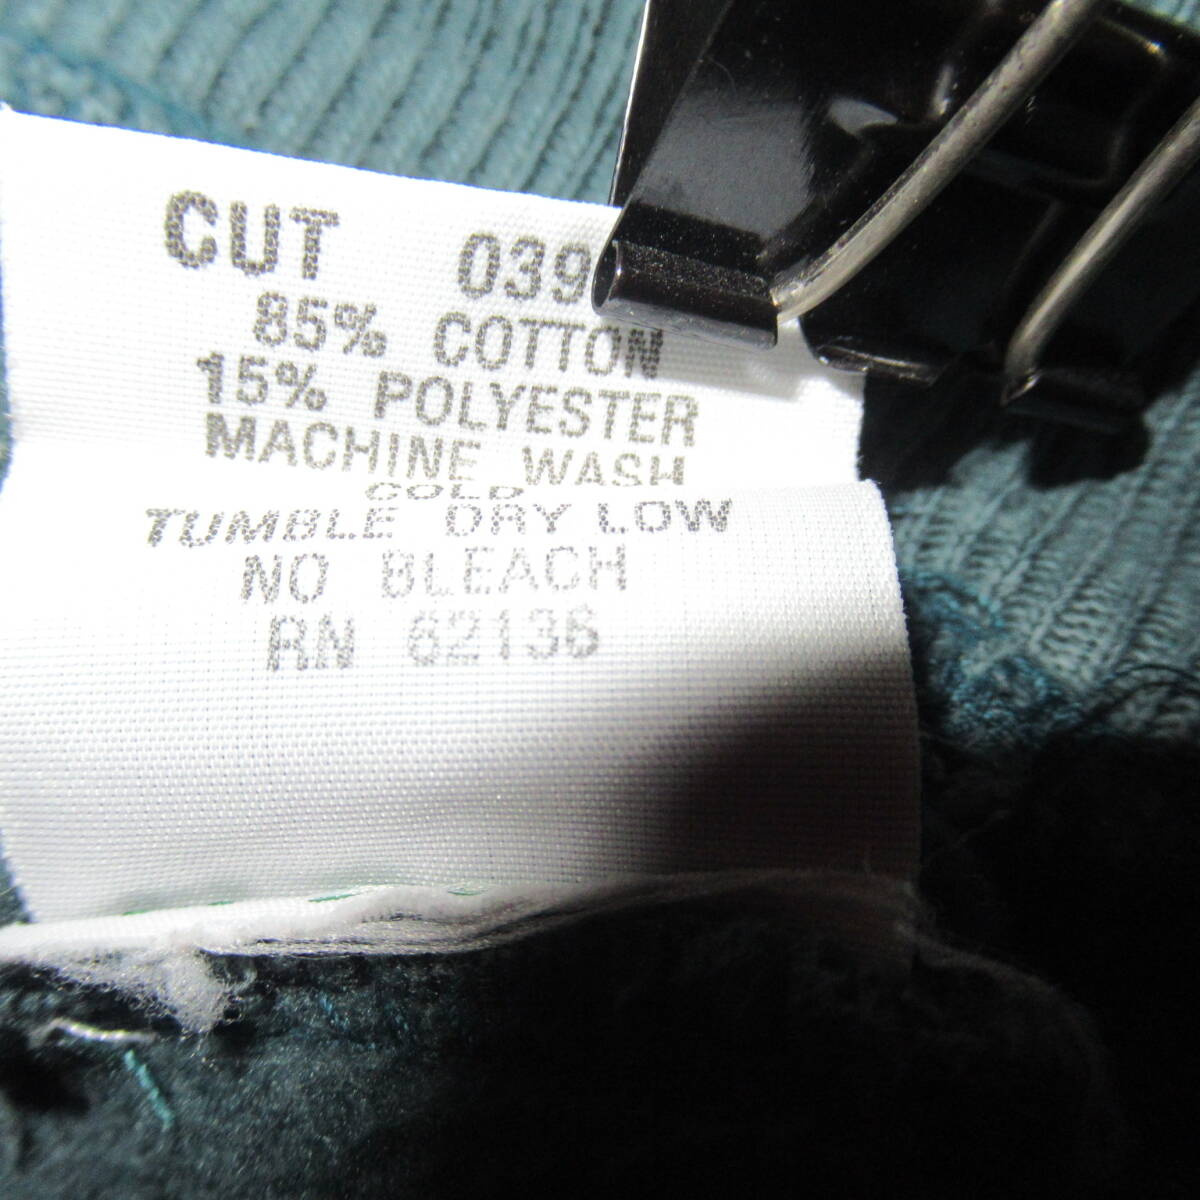 CUT 039
85% COTTON
15% POLYESTER
MACHINE WASH
COLD
TUMBLE DRY LOW
NO BLEACH
RN 62136